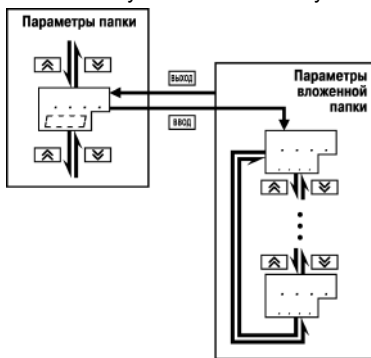 Параметры папки
ВЫХОД
ВВОД
Параметры
вложенной
папки